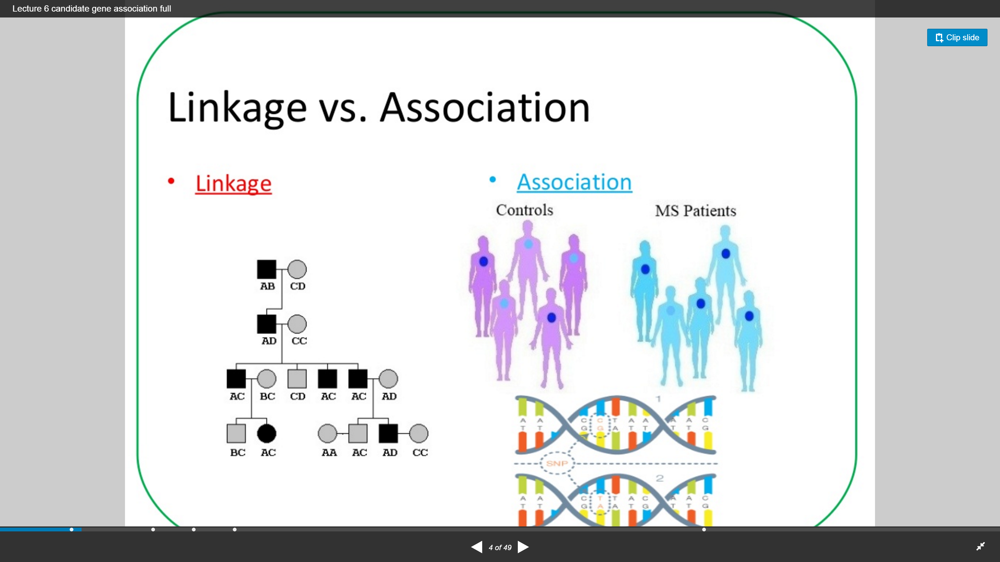 Lecture 6 candidate gene association full
Clip slide
Linkage vs. Association
• Linkage
• Association
Controls MS Patients
AB CD
AD CC
AC BC CD AC AC AD
BC AC AA AC AD CC
1
A A C C T A A A A C
T T G G A T T T T G
SNP
2
A A C T T A C A A C
T T G A A T G T T G
4 of 49